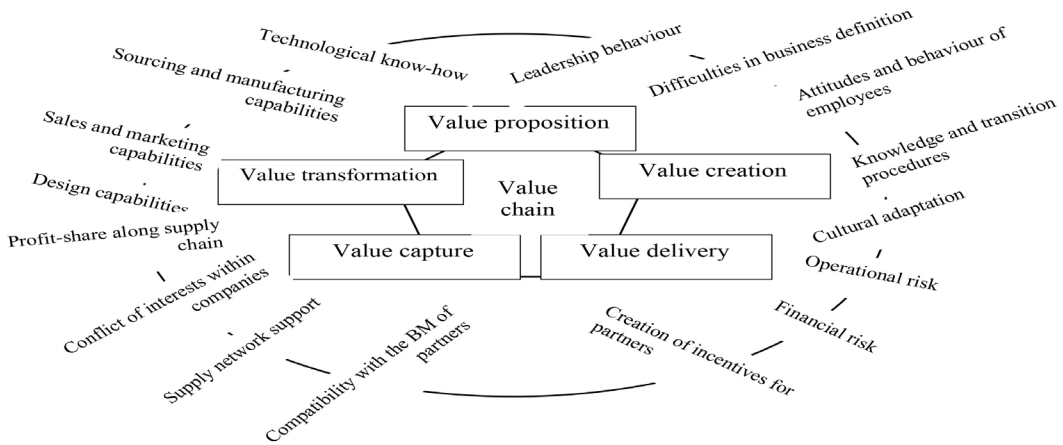 Technological know-how
Leadership behaviour
Difficulties in business definition
Attitudes and behaviour of
employees
Knowledge and transition
procedures
Cultural adaptation
Operational risk
Financial risk
Creation of incentives for
partners
Compatibility with the BM of
partners
Supply network support
Conflict of interests within
companies
Profit-share along supply
chain
Design capabilities
Sales and marketing
capabilities
Sourcing and manufacturing
capabilities
Value proposition
Value creation
Value delivery
Value capture
Value transformation
Value
chain